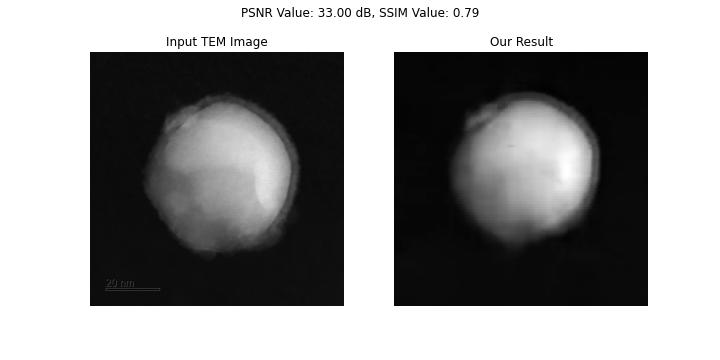 PSNR Value: 33.00 dB, SSIM Value: 0.79
Input TEM Image
Our Result
20 nm